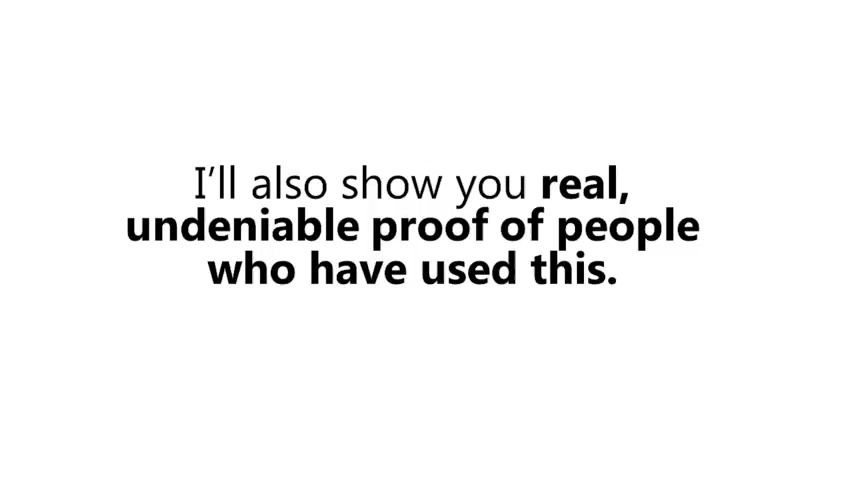 I’ll also show you real,
undeniable proof of people
who have used this.